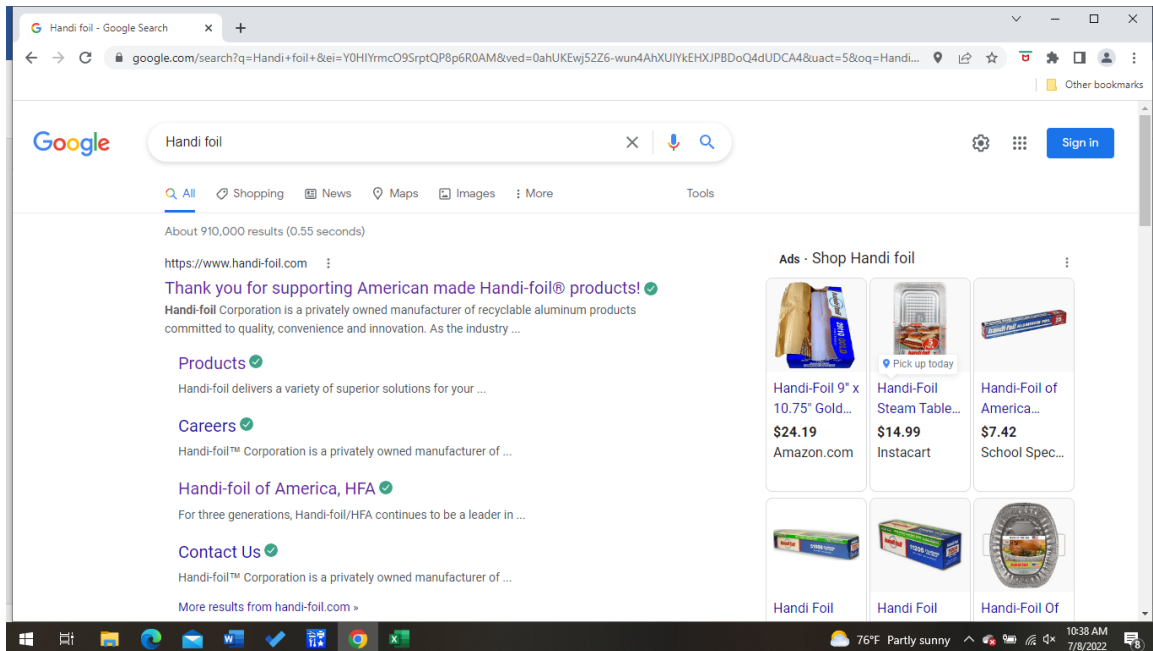 Handi foil - Google Search
google.com/search?q=Handi+foil+&ei=Y0HIYrmcO9SrptQP8p6R0AM&ved=0ahUKEwj52Z6-wun4AhXUIYkEHXJPBDoQ4dUDCA4&uact=5&oq=Handi...
Other bookmarks
Google
Handi foil
Sign in
All Shopping News Maps Images More Tools
About 910,000 results (0.55 seconds)
https://www.handi-foil.com
Thank you for supporting American made Handi-foil® products!
Handi-foil Corporation is a privately owned manufacturer of recyclable aluminum products
committed to quality, convenience and innovation. As the industry ...
Products
Handi-foil delivers a variety of superior solutions for your ...
Careers
Handi-foil™ Corporation is a privately owned manufacturer of ...
Handi-foil of America, HFA
For three generations, Handi-foil/HFA continues to be a leader in ...
Contact Us
Handi-foil™ Corporation is a privately owned manufacturer of ...
More results from handi-foil.com »
Ads · Shop Handi foil
Pick up today
Handi-Foil 9" x
10.75" Gold...
$24.19
Amazon.com
Handi-Foil
Steam Table...
$14.99
Instacart
Handi-Foil of
America...
$7.42
School Spec...
Handi Foil
Handi Foil
Handi-Foil Of
76°F Partly sunny
10:38 AM
7/8/2022
8